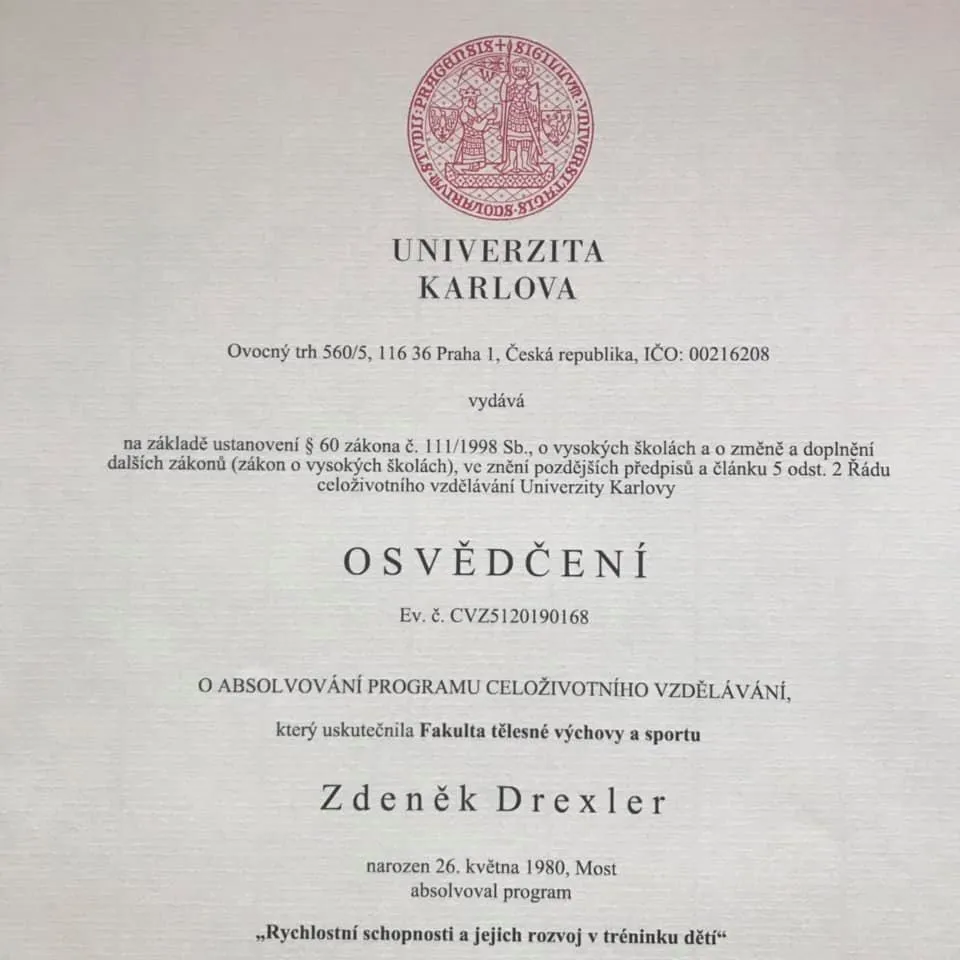 SIGILLUM·UNIVERSITATIS·SCOLARIUM·STUDII·PRAGENSIS
UNIVERZITA
KARLOVA
Ovocný trh 560/5, 116 36 Praha 1, Česká republika, IČO: 00216208
vydává
na základě ustanovení § 60 zákona č. 111/1998 Sb., o vysokých školách a o změně a doplnění
dalších zákonů (zákon o vysokých školách), ve znění pozdějších předpisů a článku 5 odst. 2 Řádu
celoživotního vzdělávání Univerzity Karlovy
OSVĚDČENÍ
Ev. č. CVZ5120190168
O ABSOLVOVÁNÍ PROGRAMU CELOŽIVOTNÍHO VZDĚLÁVÁNÍ,
který uskutečnila Fakulta tělesné výchovy a sportu
Zdeněk Drexler
narozen 26. května 1980, Most
absolvoval program
„Rychlostní schopnosti a jejich rozvoj v tréninku dětí“